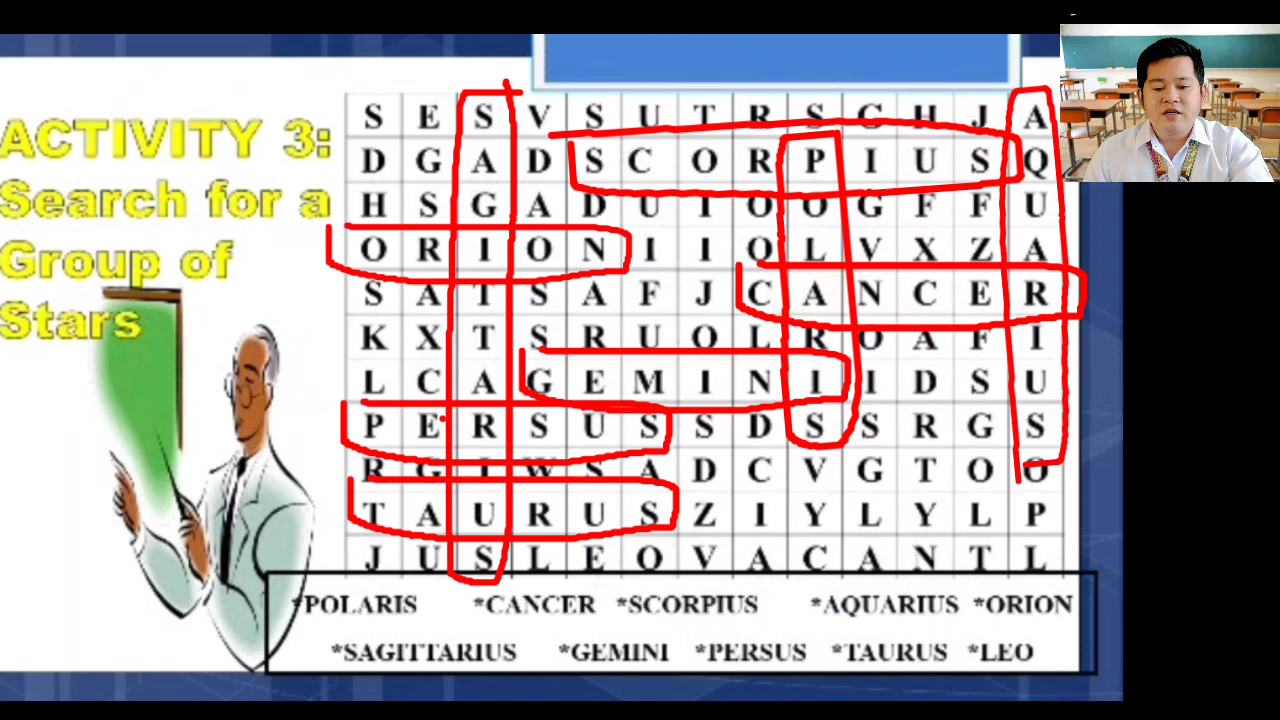 ACTIVITY 3:
Search for a
Group of
Stars
S E S V S U T R S G H J A
D G A D S C O R P I U S Q
H S G A D U I O O G F F U
O R I O N I I Q L V X Z A
S A T S A F J C A N C E R
K X T S R U O L R O A F I
L C A G E M I N I I D S U
P E R S U S S D S S R G S
R G I W S A D C V G T O O
T A U R U S Z I Y L Y L P
J U S L E O V A C A N T L
*POLARIS *CANCER *SCORPIUS *AQUARIUS *ORION
*SAGITTARIUS *GEMINI *PERSUS *TAURUS *LEO